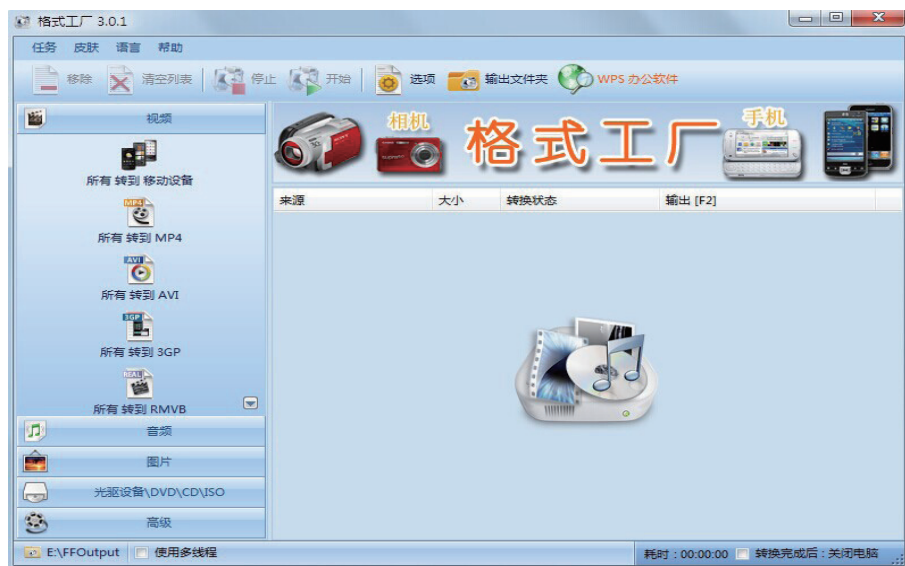 格式工厂 3.0.1
任务 皮肤 语言 帮助
移除 清空列表 停止 开始 选项 输出文件夹 WPS 办公软件
视频
所有 转到 移动设备
MP4
所有 转到 MP4
AVI
所有 转到 AVI
3GP
所有 转到 3GP
REAL
所有 转到 RMVB
音频
图片
光驱设备\DVD\CD\ISO
高级
相机 格式工厂 手机
来源 大小 转换状态 输出 [F2]
E:\FFOutput 使用多线程 耗时 : 00:00:00 转换完成后 : 关闭电脑